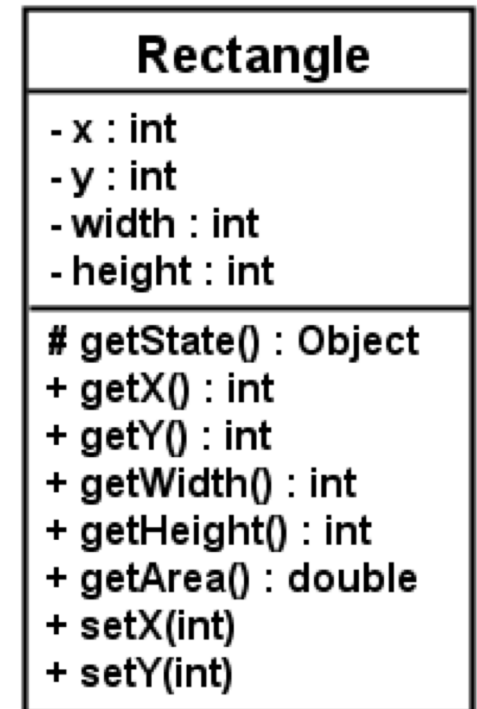 Rectangle
- x : int
- y : int
- width : int
- height : int
# getState() : Object
+ getX() : int
+ getY() : int
+ getWidth() : int
+ getHeight() : int
+ getArea() : double
+ setX(int)
+ setY(int)